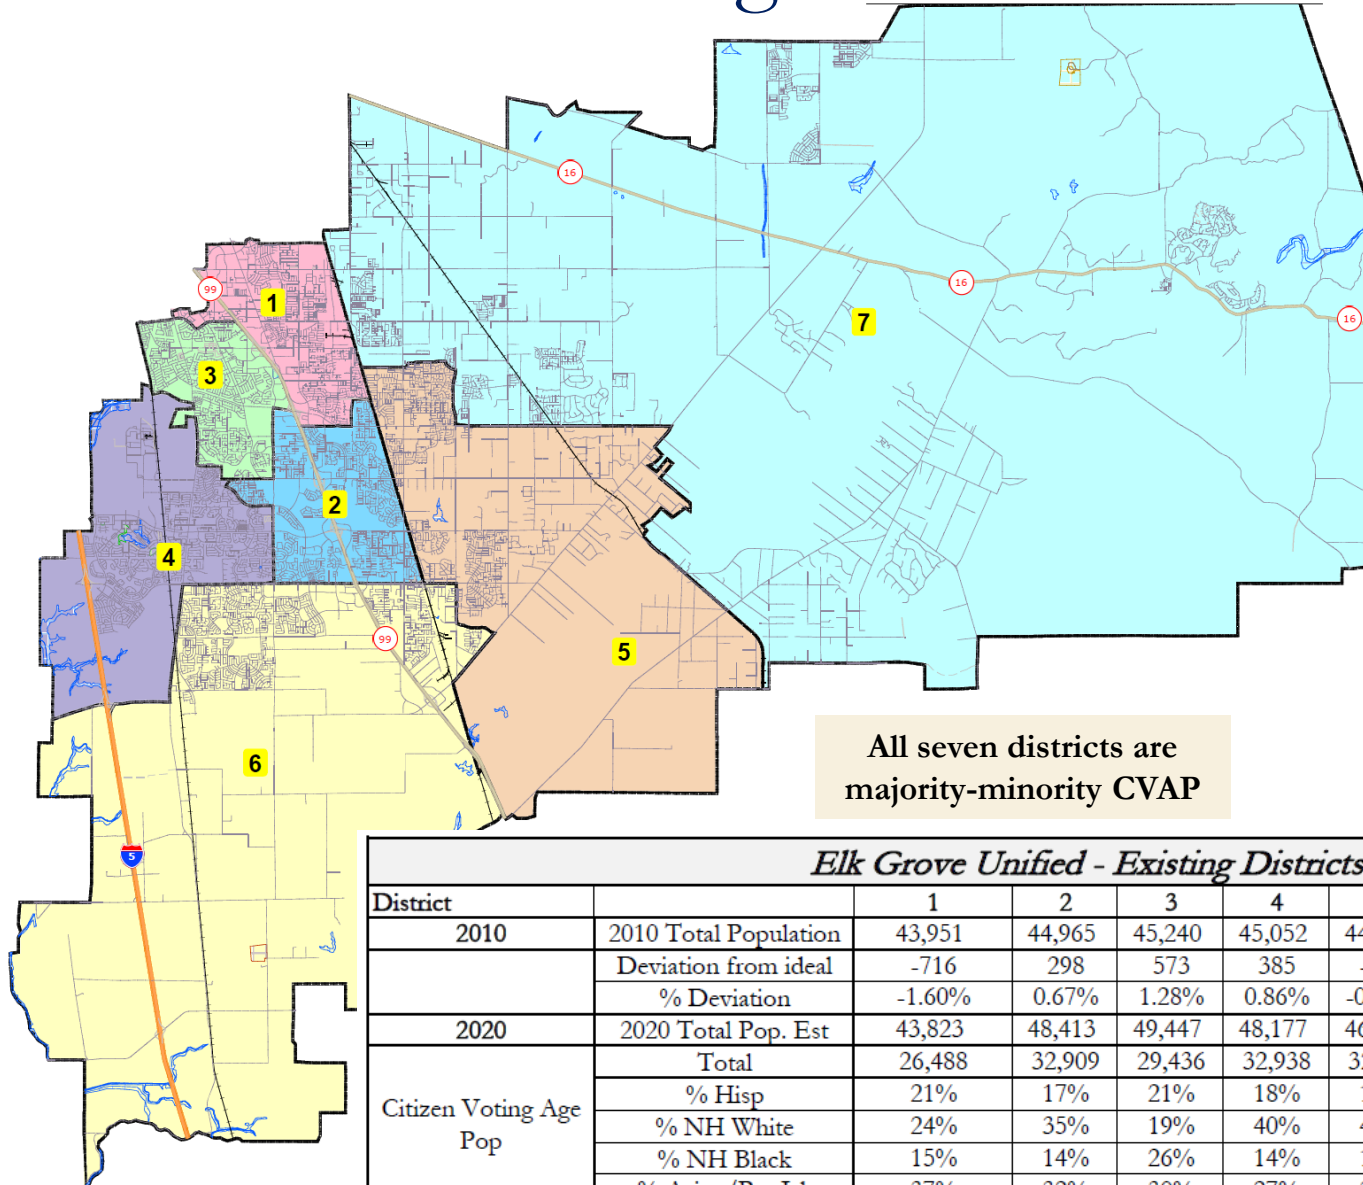 g
16
16
7
16
99
1
3
2
4
99
5
6
All seven districts are
majority-minority CVAP
5
Elk Grove Unified - Existing Districts
District 1 2 3 4
2010 2010 Total Population 43,951 44,965 45,240 45,052 44
Deviation from ideal -716 298 573 385 -
% Deviation -1.60% 0.67% 1.28% 0.86% -0
2020 2020 Total Pop. Est 43,823 48,413 49,447 48,177
Total 26,488 32,909 29,436 32,938
% Hisp 21% 17% 21% 18%
Citizen Voting Age
Pop
% NH White 24% 35% 19% 40%
% NH Black 15% 14% 26% 14%